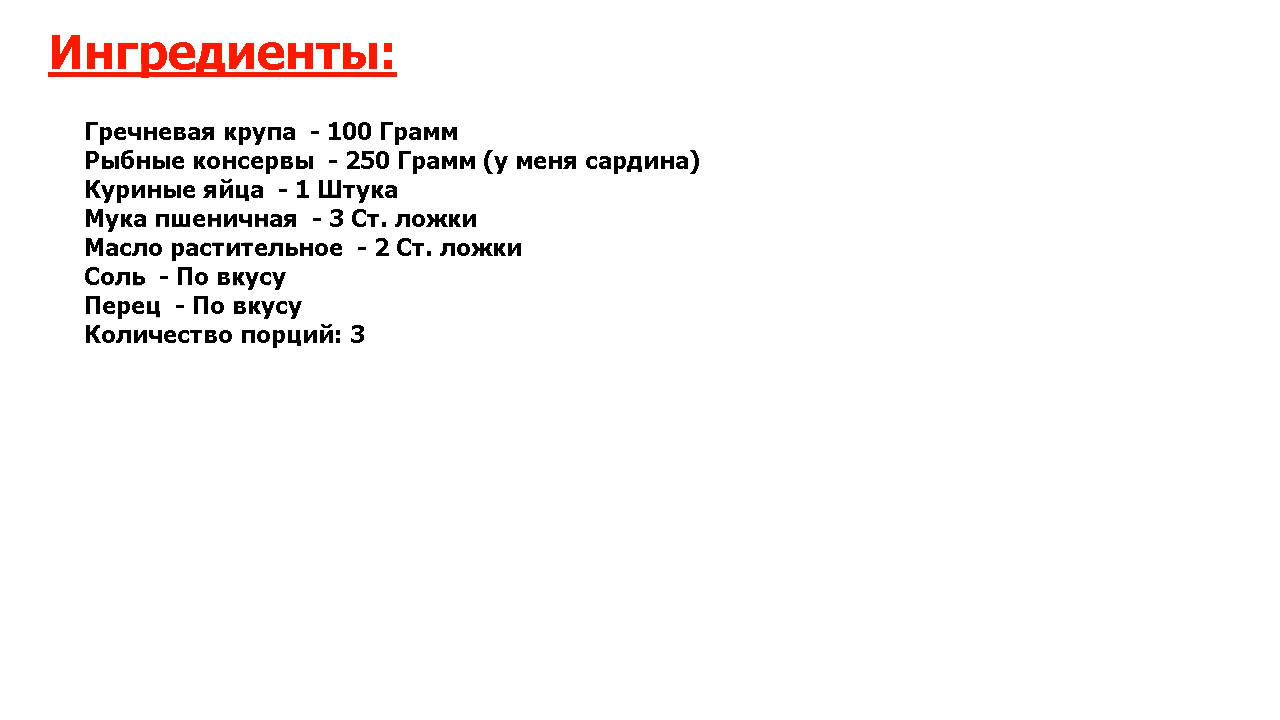 Ингредиенты:
Гречневая крупа  - 100 Грамм
Рыбные консервы  - 250 Грамм (у меня сардина)
Куриные яйца  - 1 Штука
Мука пшеничная  - 3 Ст. ложки
Масло растительное  - 2 Ст. ложки
Соль  - По вкусу
Перец  - По вкусу
Количество порций: 3